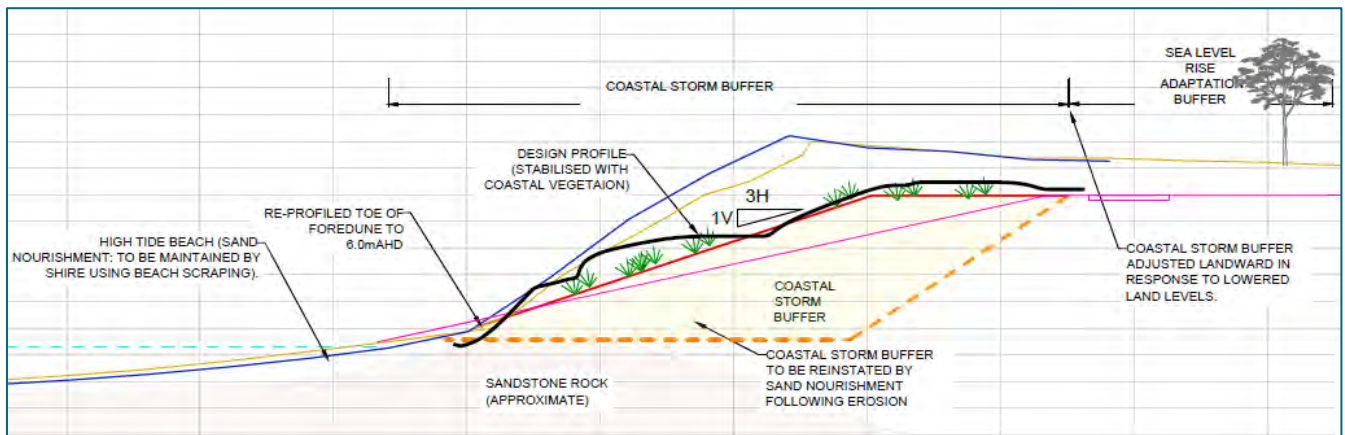 SEA LEVEL
RISE
ADAPTATION
BUFFER
COASTAL STORM BUFFER
DESIGN PROFILE
(STABILISED WITH
COASTAL VEGETAION)
3H
1V
RE-PROFILED TOE OF
FOREDUNE TO
6.0mAHD
HIGH TIDE BEACH (SAND
NOURISHMENT: TO BE MAINTAINED BY
SHIRE USING BEACH SCRAPING).
COASTAL STORM BUFFER
ADJUSTED LANDWARD IN
RESPONSE TO LOWERED
LAND LEVELS.
COASTAL
STORM
BUFFER
COASTAL STORM BUFFER
TO BE REINSTATED BY
SAND NOURISHMENT
FOLLOWING EROSION
SANDSTONE ROCK
(APPROXIMATE)